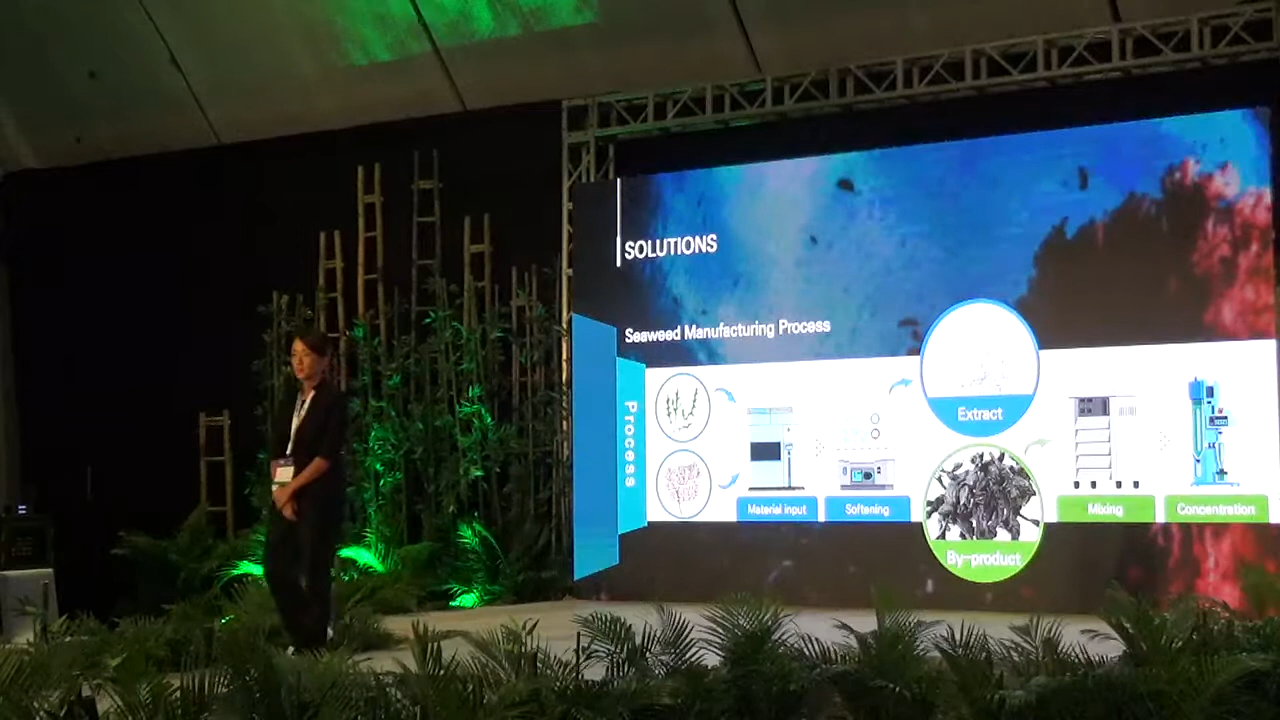 SOLUTIONS
Seaweed Manufacturing Process
Process
Extract
Material input
Softening
By-product
Mixing
Concentration